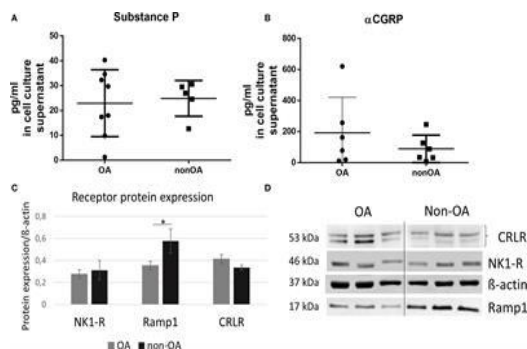 A
Substance P
pg/ml
in cell culture
supernatant
50
40
30
20
10
0
OA
nonOA
B
αCGRP
pg/ml
in cell culture
supernatant
800
600
400
200
0
OA
nonOA
C
Receptor protein expression
Protein expression/ß-actin
0,8
0,6
0,4
0,2
0
*
NK1-R
Ramp1
CRLR
OA
non-OA
D
OA
Non-OA
53 kDa
CRLR
46 kDa
NK1-R
37 kDa
ß-actin
17 kDa
Ramp1